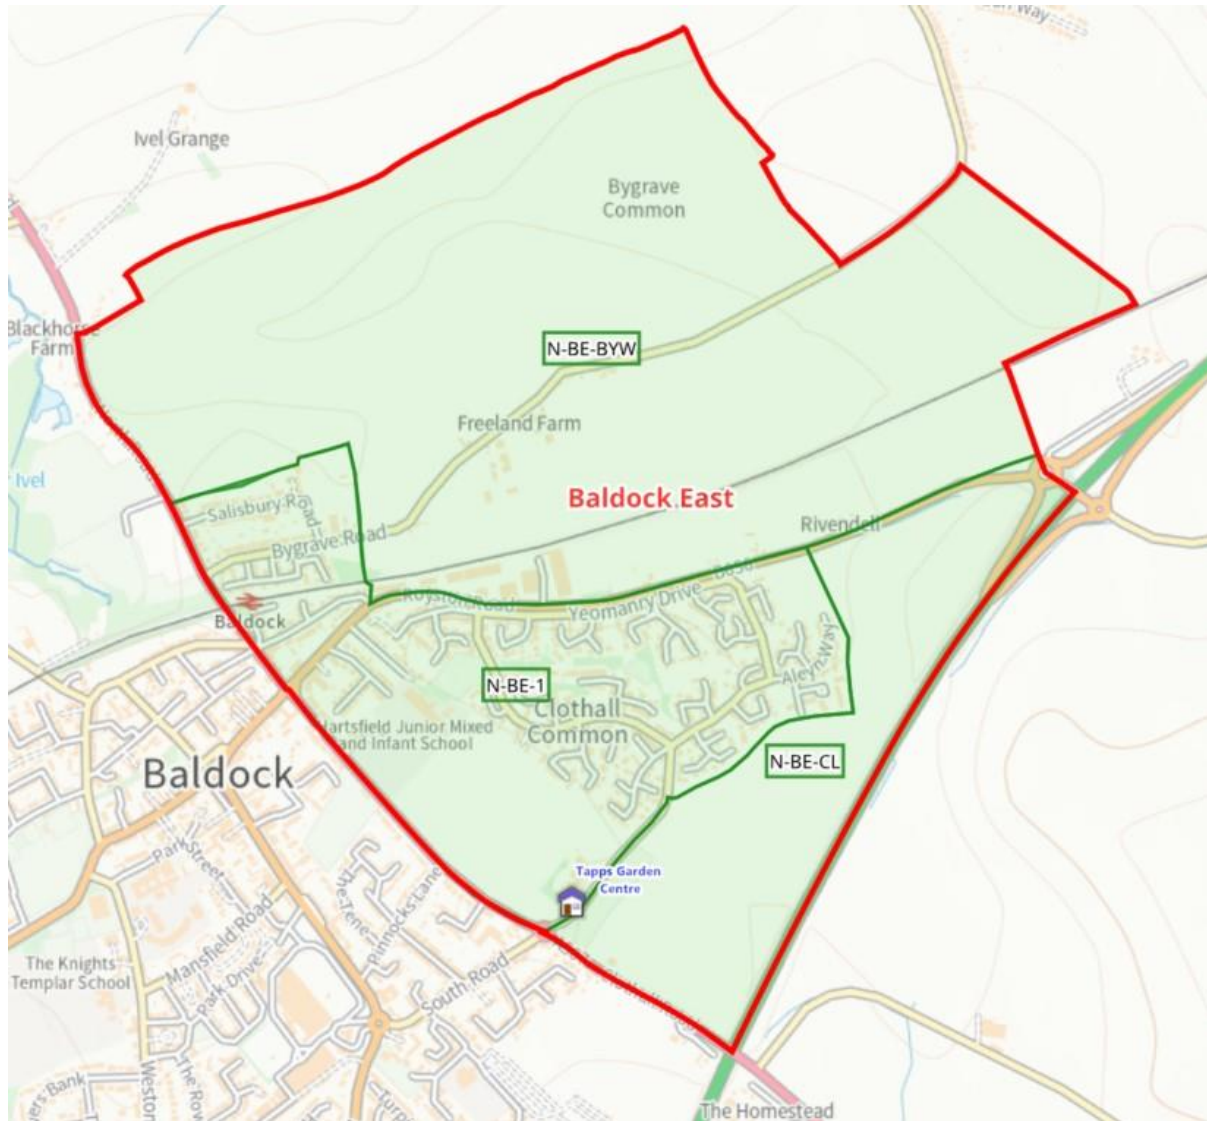 Ivel Grange
Bygrave
Common
Blackhorse
Farm
N-BE-BYW
Freeland Farm
Ivel
Salisbury Road
Baldock East
Rivendell
Bygrave Road
Royston Road
Yeomanry Drive
Baldock
Aleyn Way
N-BE-1
Clothall
Common
Hartsfield Junior Mixed
and Infant School
N-BE-CL
Baldock
Tapps Garden
Centre
Park Street
Pinnocks Lane
Mansfield Road
The Knights
Templar School
Park Drive
South Road
Weston
The Row
The Homestead